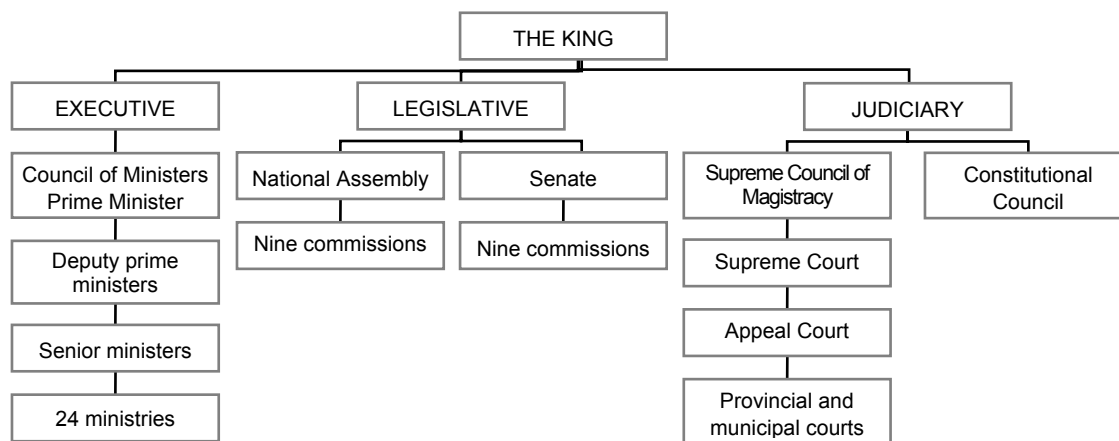 THE KING
EXECUTIVE
LEGISLATIVE
JUDICIARY
Council of Ministers
Prime Minister
National Assembly
Senate
Supreme Council of
Magistracy
Constitutional
Council
Nine commissions
Nine commissions
Deputy prime
ministers
Supreme Court
Senior ministers
Appeal Court
24 ministries
Provincial and
municipal courts